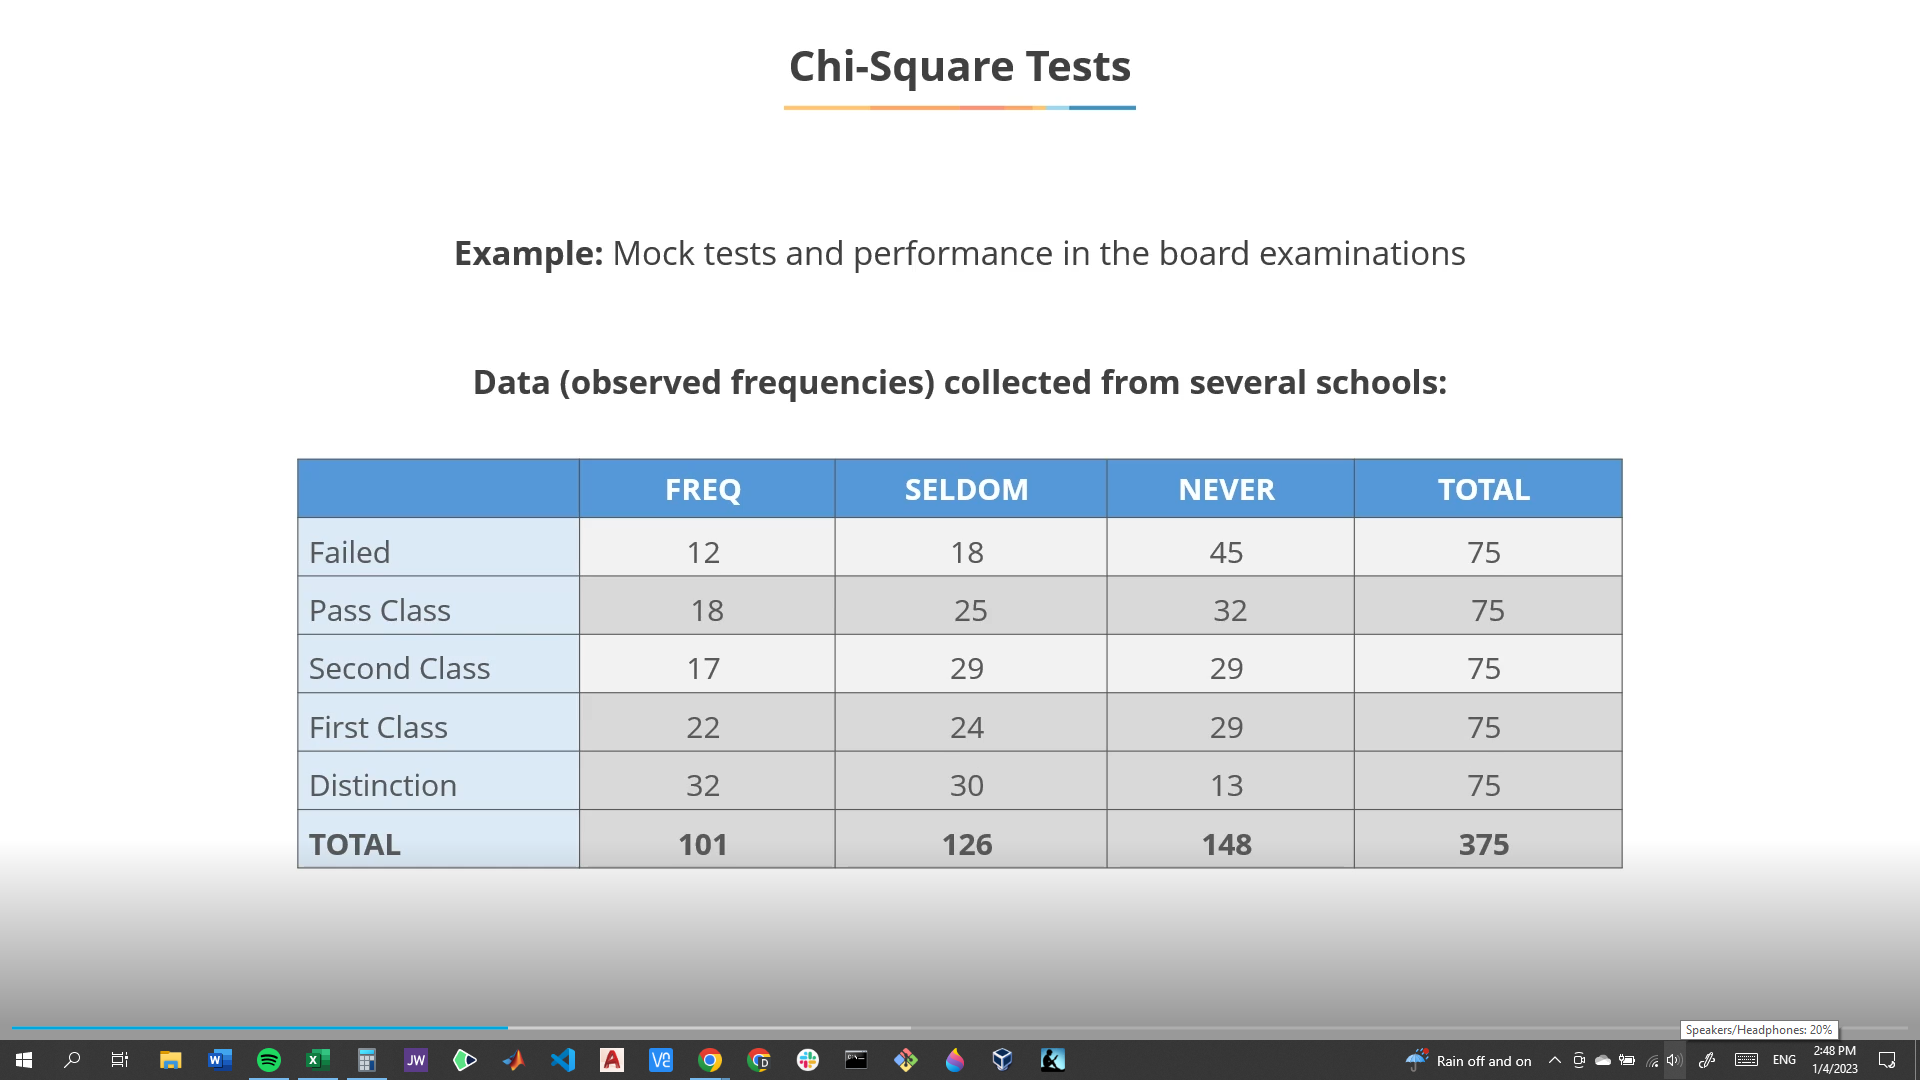 Chi-Square Tests
Example: Mock tests and performance in the board examinations
Data (observed frequencies) collected from several schools:
FREQ SELDOM NEVER TOTAL
Failed 12 18 45 75
Pass Class 18 25 32 75
Second Class 17 29 29 75
First Class 22 24 29 75
Distinction 32 30 13 75
TOTAL 101 126 148 375
Speakers/Headphones: 20%
JW
Rain off and on
ENG
2:48 PM
1/4/2023